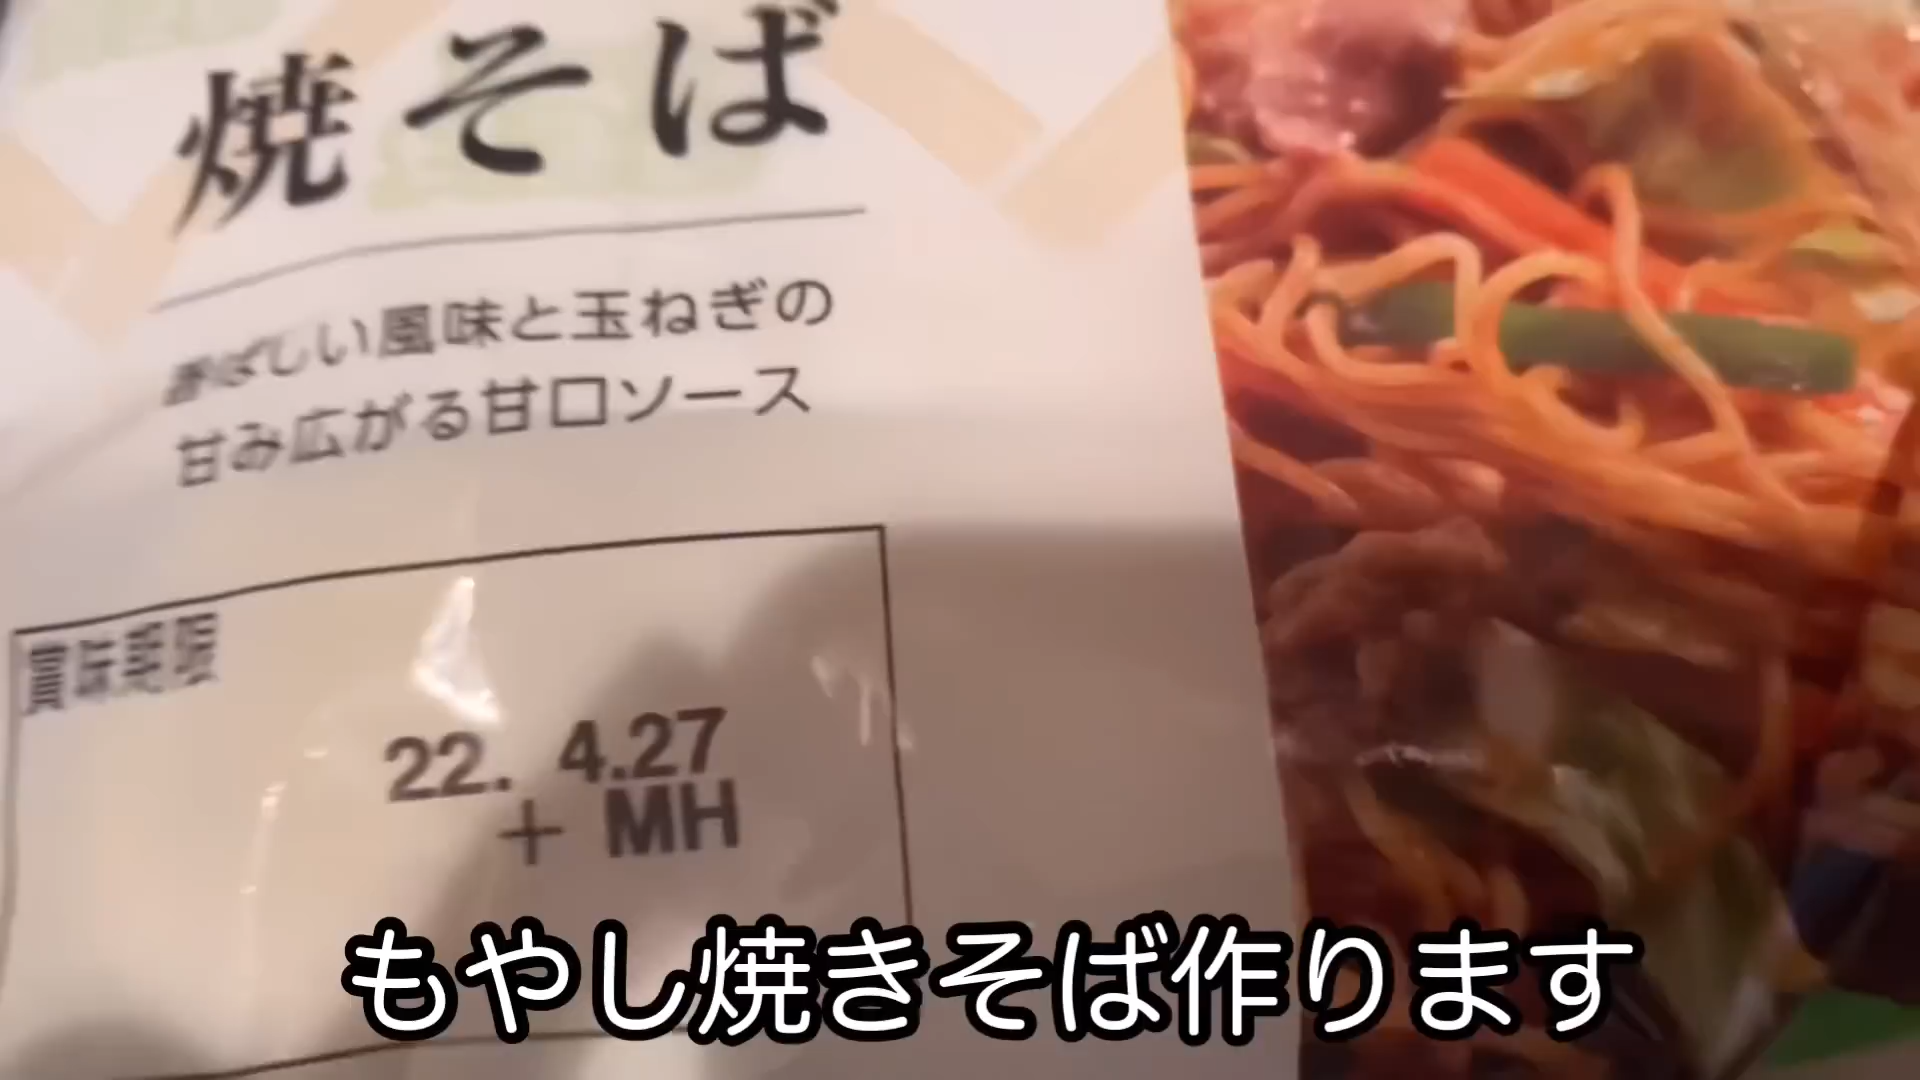 焼そば
香ばしい風味と玉ねぎの
甘み広がる甘口ソース
賞味期限
22. 4.27
+ MH
もやし焼きそば作ります